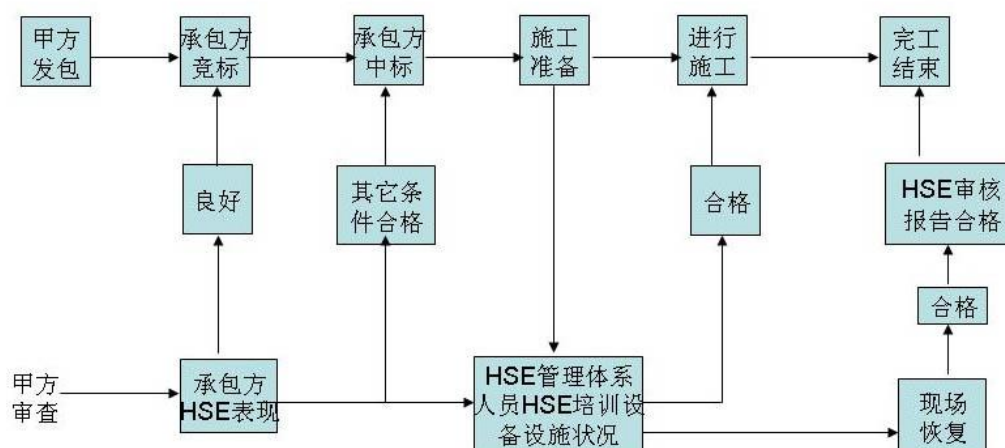 甲方
发包
承包方
竞标
承包方
中标
施工
准备
进行
施工
完工
结束
良好
其它条
件合格
合格
HSE审核
报告合格
合格
甲方
审查
承包方
HSE表现
HSE管理体系
人员HSE培训设
备设施状况
现场
恢复